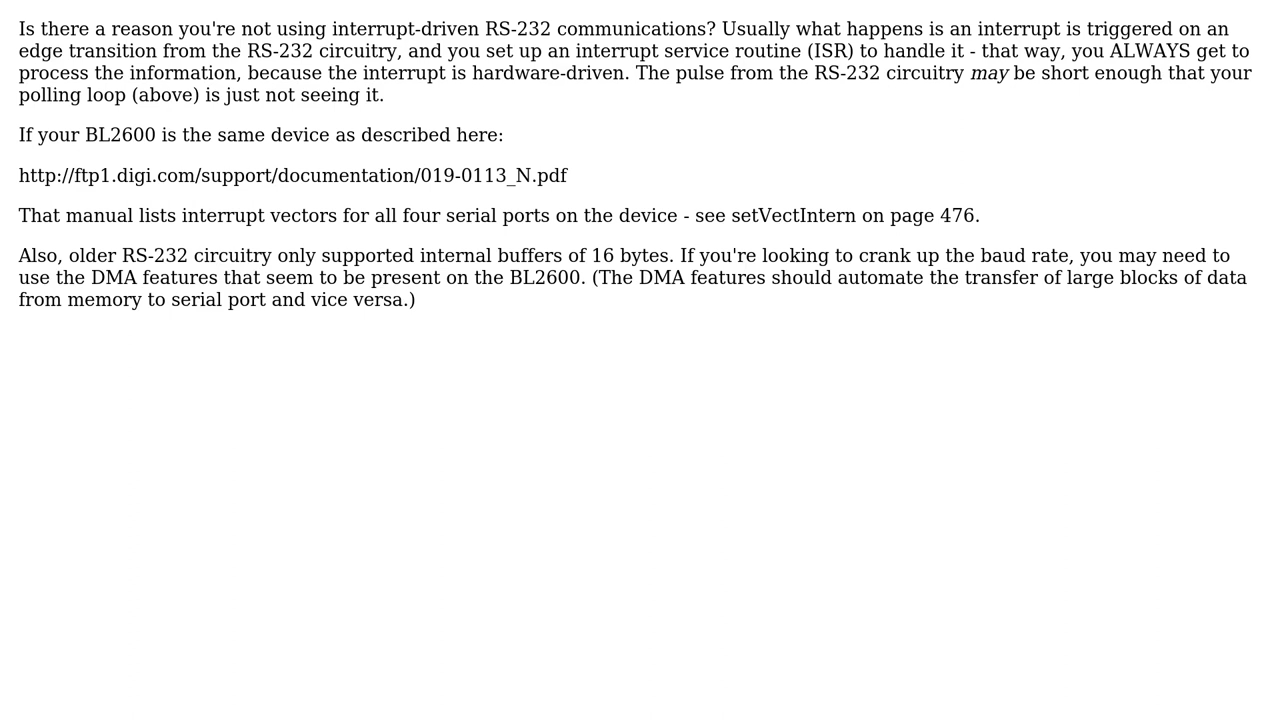 Is there a reason you're not using interrupt-driven RS-232 communications? Usually what happens is an interrupt is triggered on an
edge transition from the RS-232 circuitry, and you set up an interrupt service routine (ISR) to handle it - that way, you ALWAYS get to
process the information, because the interrupt is hardware-driven. The pulse from the RS-232 circuitry may be short enough that your
polling loop (above) is just not seeing it.
If your BL2600 is the same device as described here:
http://ftp1.digi.com/support/documentation/019-0113_N.pdf
That manual lists interrupt vectors for all four serial ports on the device - see setVectIntern on page 476.
Also, older RS-232 circuitry only supported internal buffers of 16 bytes. If you're looking to crank up the baud rate, you may need to
use the DMA features that seem to be present on the BL2600. (The DMA features should automate the transfer of large blocks of data
from memory to serial port and vice versa.)